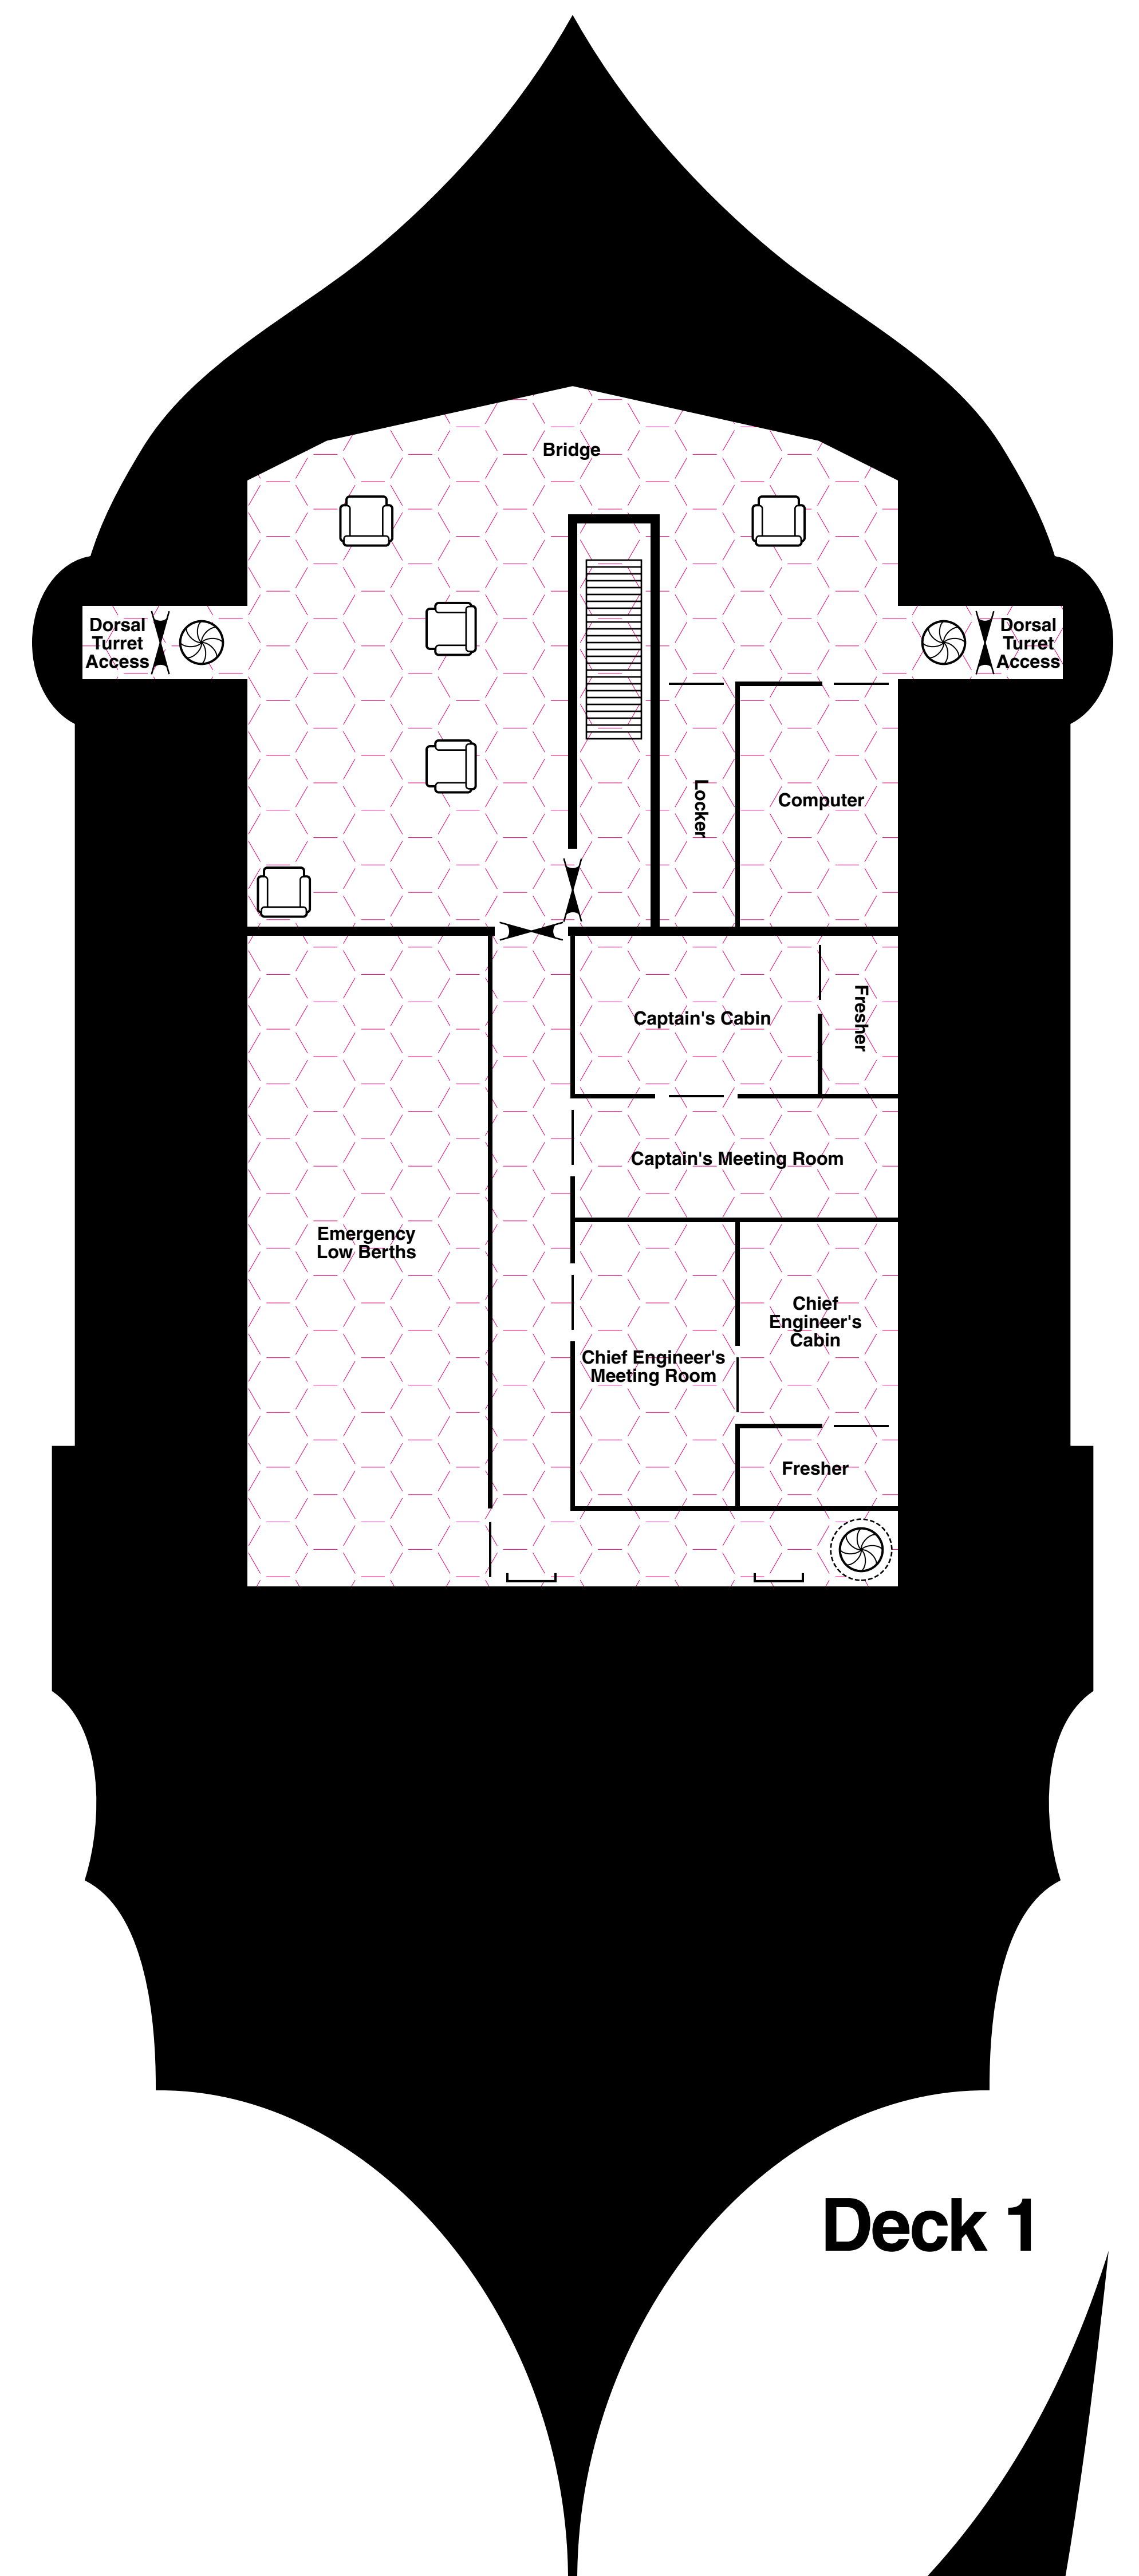 Bridge
Dorsal
Turret
Access
Dorsal
Turret
Access
Locker
Computer
Captain's Cabin
Fresher
Captain's Meeting Room
Emergency
Low Berths
Chief
Engineer's
Cabin
Chief Engineer's
Meeting Room
Fresher
Deck 1